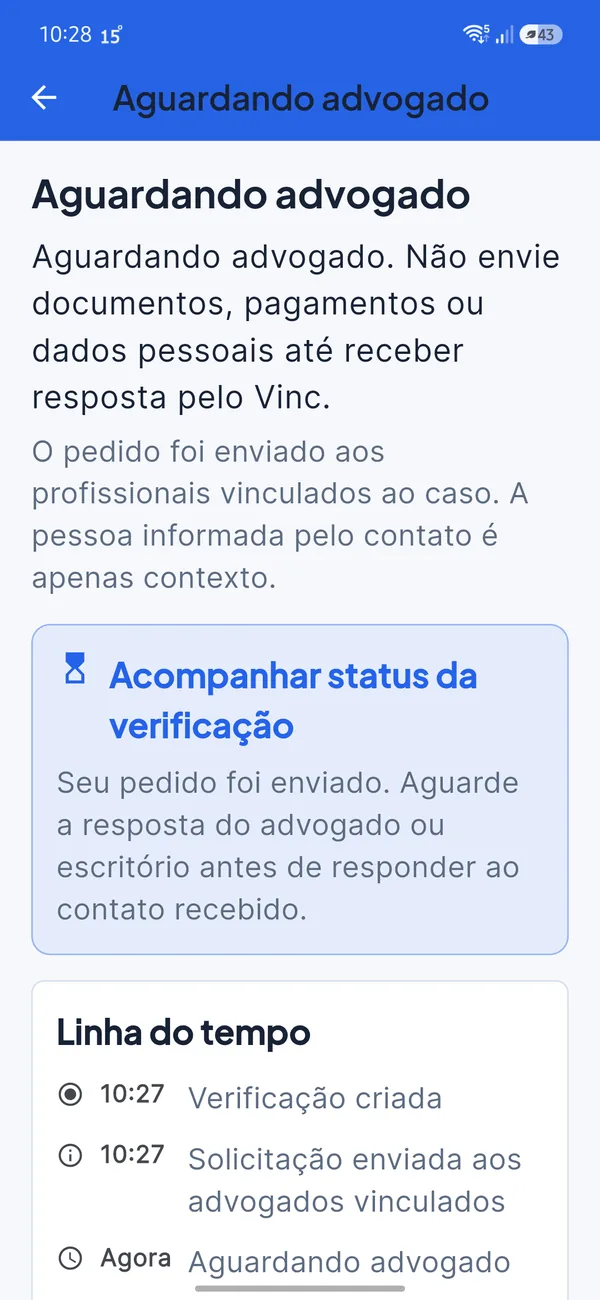 10:28 15°
5 43
Aguardando advogado
Aguardando advogado
Aguardando advogado. Não envie
documentos, pagamentos ou
dados pessoais até receber
resposta pelo Vinc.
O pedido foi enviado aos
profissionais vinculados ao caso. A
pessoa informada pelo contato é
apenas contexto.
Acompanhar status da
verificação
Seu pedido foi enviado. Aguarde
a resposta do advogado ou
escritório antes de responder ao
contato recebido.
Linha do tempo
10:27 Verificação criada
10:27 Solicitação enviada aos
advogados vinculados
Agora Aguardando advogado